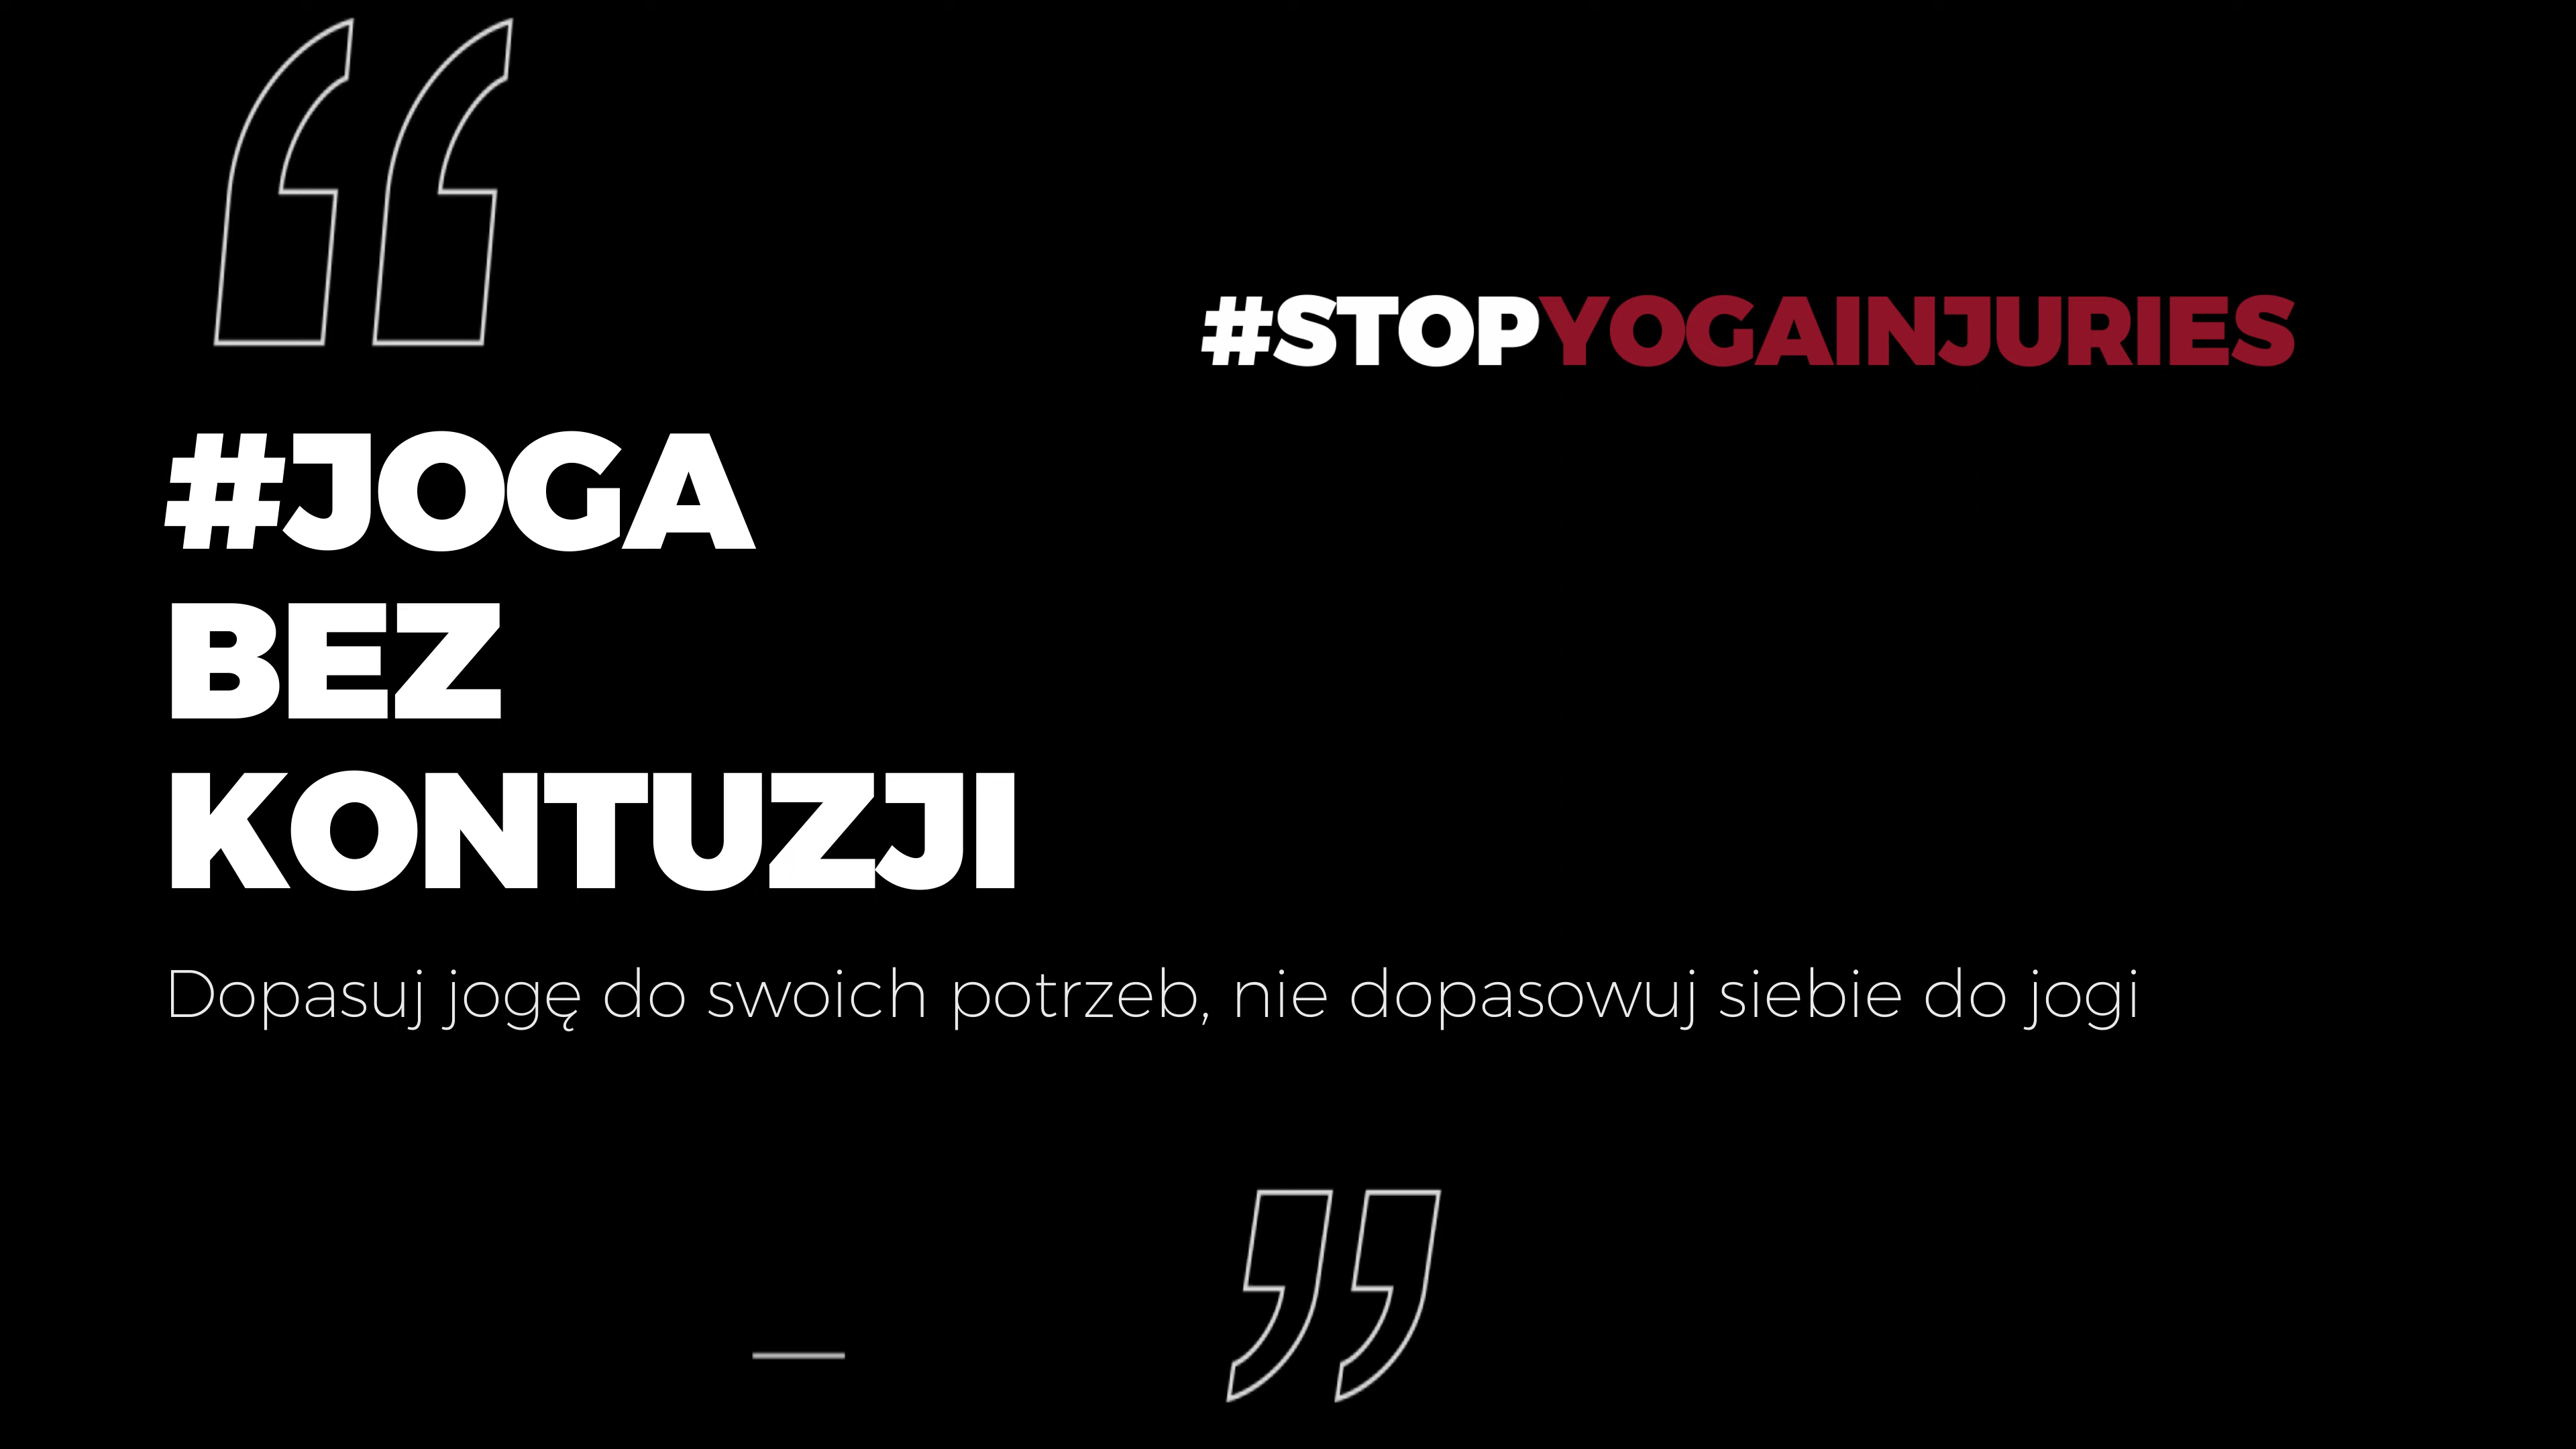 #STOPYOGAINJURIES
#JOGA
BEZ
KONTUZJI
Dopasuj jogę do swoich potrzeb, nie dopasowuj siebie do jogi